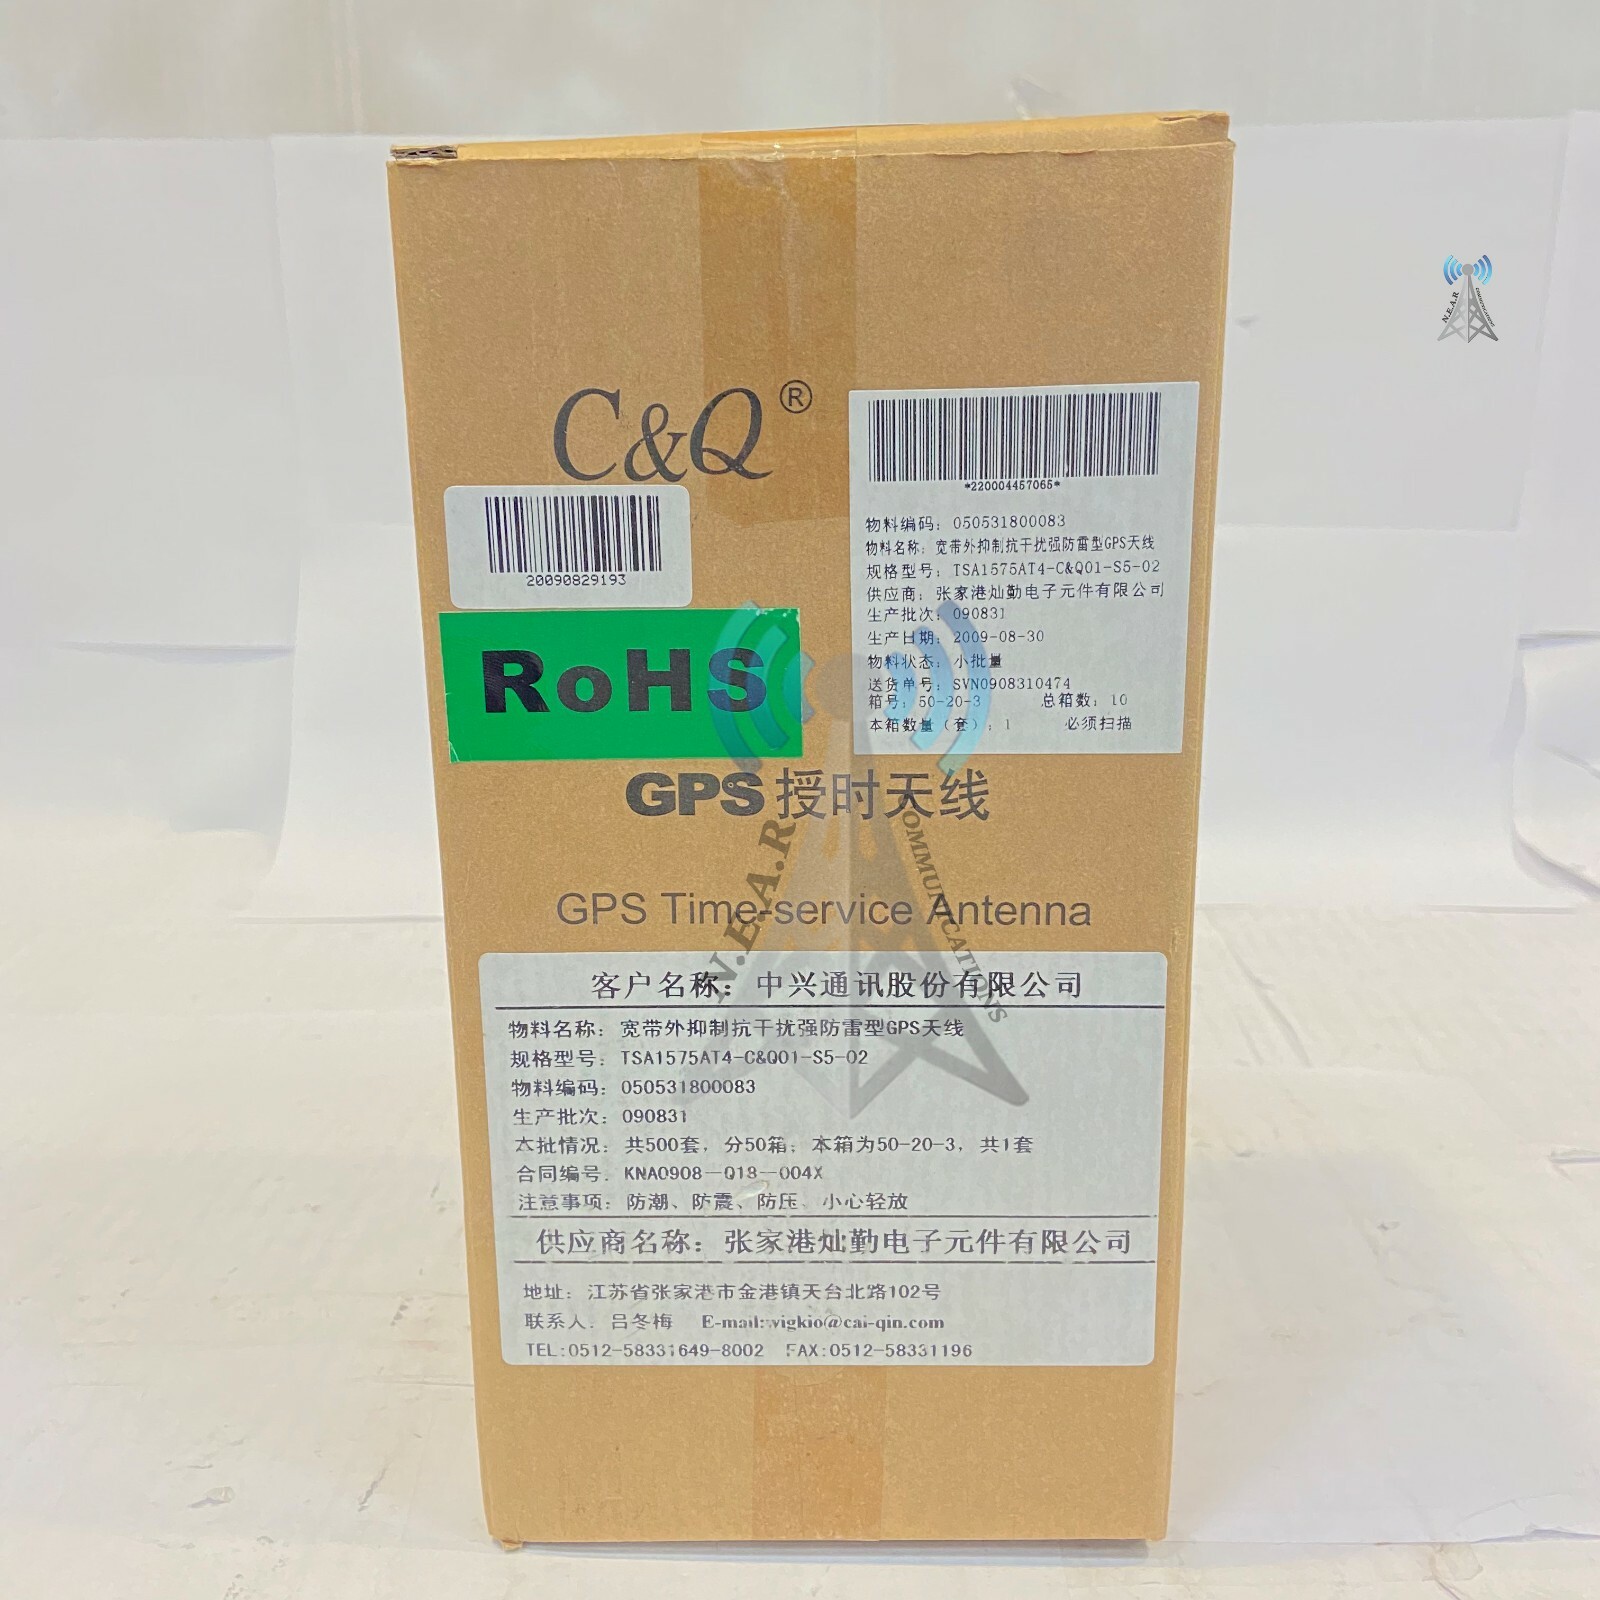 C&Q®
*220004457065*
物料编码: 050531800083
物料名称: 宽带外抑制抗干扰强防雷型GPS天线
规格型号: TSA1575AT4-C&Q01-S5-02
供应商: 张家港灿勤电子元件有限公司
生产批次: 090831
生产日期: 2009-08-30
物料状态: 小批量
送货单号: SVN0908310474
箱号: 50-20-3 总箱数: 10
本箱数量(套): 1 必须扫描
20090829193
RoHS
GPS授时天线
GPS Time-service Antenna
客户名称: 中兴通讯股份有限公司
物料名称: 宽带外抑制抗干扰强防雷型GPS天线
规格型号: TSA1575AT4-C&Q01-S5-02
物料编码: 050531800083
生产批次: 090831
本批情况: 共500套, 分50箱; 本箱为50-20-3, 共1套
合同编号: KNA0908-Q18-004X
注意事项: 防潮、防震、防压、小心轻放
供应商名称: 张家港灿勤电子元件有限公司
地址: 江苏省张家港市金港镇天台北路102号
联系人: 吕冬梅 E-mail:vigkio@cai-qin.com
TEL:0512-58331649-8002 FAX:0512-58331196
N.E.A.R COMMUNICATIONS
N.E.A.R COMMUNICATIONS